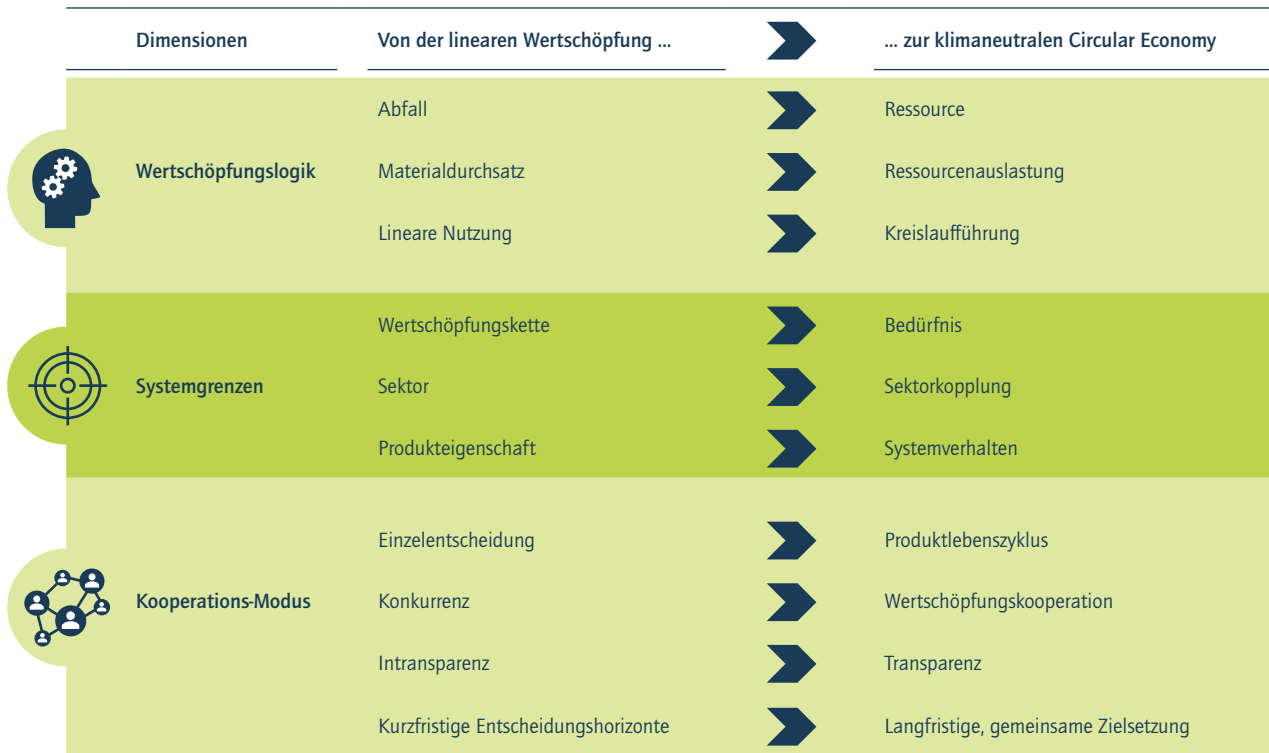 Dimensionen Von der linearen Wertschöpfung ... ... zur klimaneutralen Circular Economy
Abfall Ressource
Wertschöpfungslogik Materialdurchsatz Ressourcenauslastung
Lineare Nutzung Kreislaufführung
Wertschöpfungskette Bedürfnis
Systemgrenzen Sektor Sektorkopplung
Produkteigenschaft Systemverhalten
Einzelentscheidung Produktlebenszyklus
Kooperations-Modus Konkurrenz Wertschöpfungskooperation
Intransparenz Transparenz
Kurzfristige Entscheidungshorizonte Langfristige, gemeinsame Zielsetzung